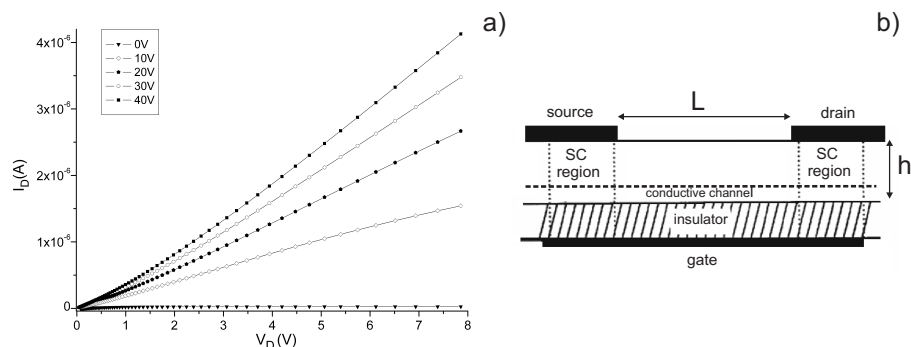 a)
4x10⁻⁶
3x10⁻⁶
2x10⁻⁶
1x10⁻⁶
0
I_D(A)
0V
10V
20V
30V
40V
0 1 2 3 4 5 6 7 8
V_D(V)
b)
source
L
drain
SC
region
SC
region
h
conductive channel
insulator
gate